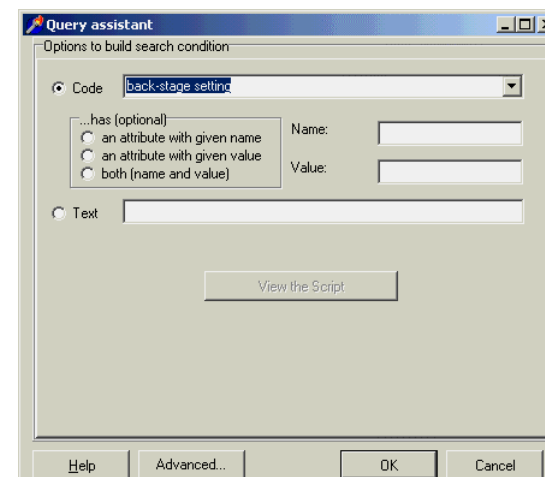 Query assistant
Options to build search condition
Code
back-stage setting
...has (optional)
an attribute with given name
an attribute with given value
both (name and value)
Name:
Value:
Text
View the Script
Help
Advanced...
OK
Cancel